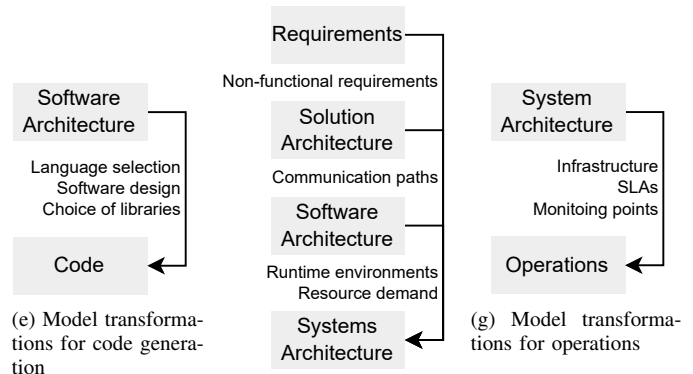 Software
Architecture
Language selection
Software design
Choice of libraries
Code
(e) Model transforma-
tions for code genera-
tion
Requirements
Non-functional requirements
Solution
Architecture
Communication paths
Software
Architecture
Runtime environments
Resource demand
Systems
Architecture
System
Architecture
Infrastructure
SLAs
Monitoing points
Operations
(g) Model transforma-
tions for operations